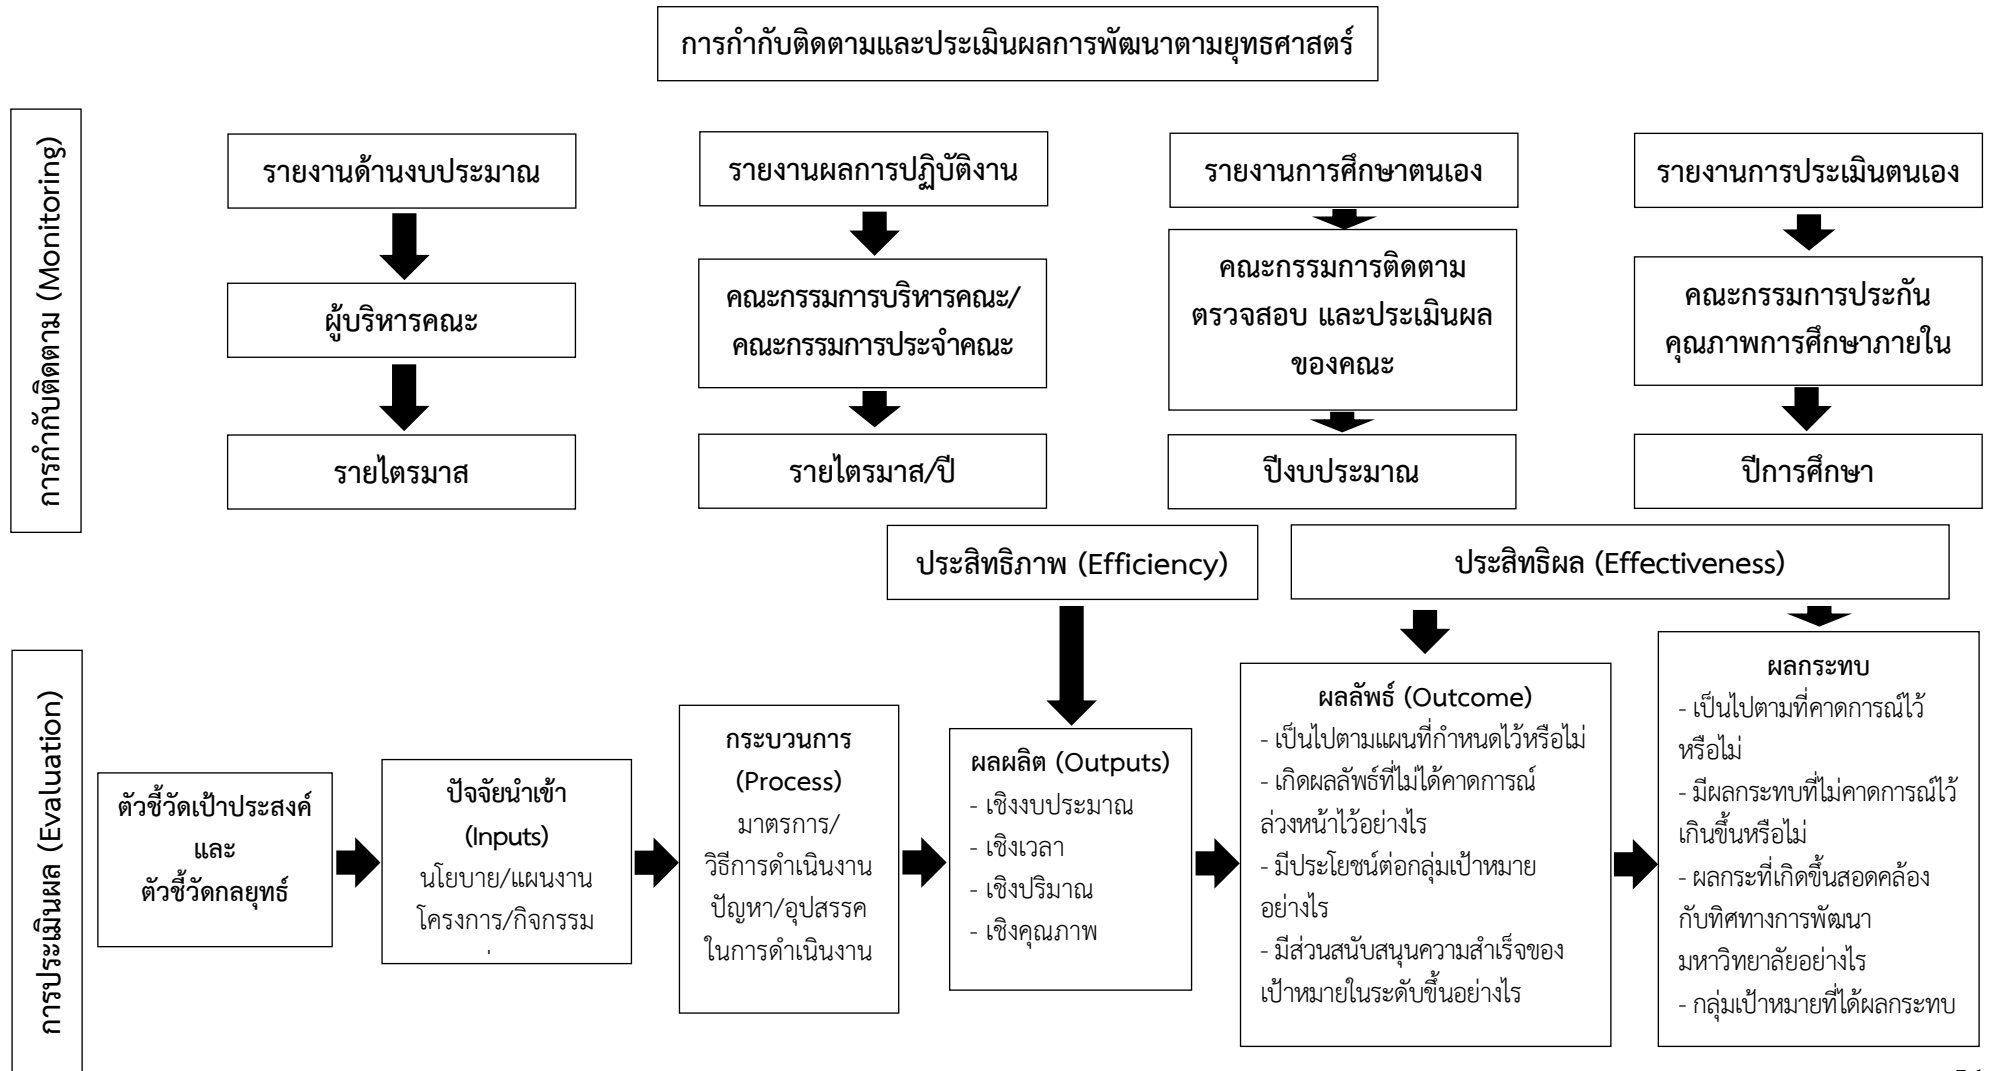 การกำกับติดตามและประเมินผลการพัฒนาตามยุทธศาสตร์
การกำกับติดตาม (Monitoring)
รายงานด้านงบประมาณ
ผู้บริหารคณะ
รายไตรมาส
รายงานผลการปฏิบัติงาน
คณะกรรมการบริหารคณะ/
คณะกรรมการประจำคณะ
รายไตรมาส/ปี
รายงานการศึกษาตนเอง
คณะกรรมการติดตาม
ตรวจสอบ และประเมินผล
ของคณะ
ปีงบประมาณ
รายงานการประเมินตนเอง
คณะกรรมการประกัน
คุณภาพการศึกษาภายใน
ปีการศึกษา
ประสิทธิภาพ (Efficiency)
ประสิทธิผล (Effectiveness)
การประเมินผล (Evaluation)
ตัวชี้วัดเป้าประสงค์
และ
ตัวชี้วัดกลยุทธ์
ปัจจัยนำเข้า
(Inputs)
นโยบาย/แผนงาน
โครงการ/กิจกรรม
กระบวนการ
(Process)
มาตรการ/
วิธีการดำเนินงาน
ปัญหา/อุปสรรค
ในการดำเนินงาน
ผลผลิต (Outputs)
- เชิงงบประมาณ
- เชิงเวลา
- เชิงปริมาณ
- เชิงคุณภาพ
ผลลัพธ์ (Outcome)
- เป็นไปตามแผนที่กำหนดไว้หรือไม่
- เกิดผลลัพธ์ที่ไม่ได้คาดการณ์
ล่วงหน้าไว้อย่างไร
- มีประโยชน์ต่อกลุ่มเป้าหมาย
อย่างไร
- มีส่วนสนับสนุนความสำเร็จของ
เป้าหมายในระดับขึ้นอย่างไร
ผลกระทบ
- เป็นไปตามที่คาดการณ์ไว้
หรือไม่
- มีผลกระทบที่ไม่คาดการณ์ไว้
เกินขึ้นหรือไม่
- ผลกระที่เกิดขึ้นสอดคล้อง
กับทิศทางการพัฒนา
มหาวิทยาลัยอย่างไร
- กลุ่มเป้าหมายที่ได้ผลกระทบ